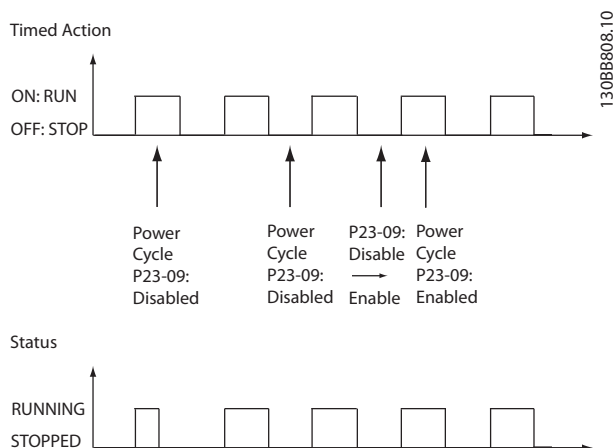 Timed Action
130BB808.10
ON: RUN
OFF: STOP
Power
Cycle
P23-09:
Disabled
Power
Cycle
P23-09:
Disabled
P23-09:
Disable
Enable
Power
Cycle
P23-09:
Enabled
Status
RUNNING
STOPPED